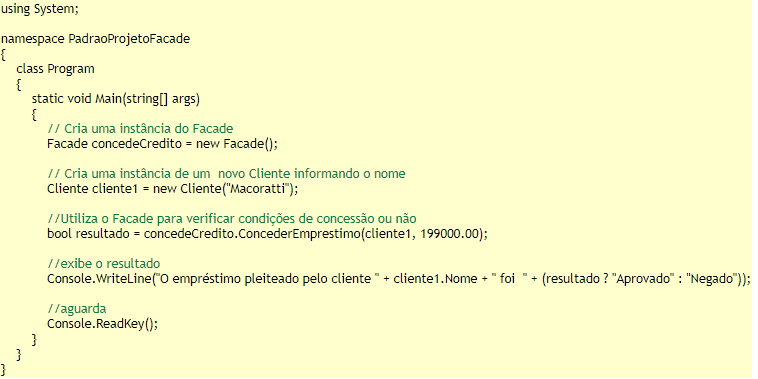 using System;
namespace PadraoProjetoFacade
{
class Program
{
static void Main(string[] args)
{
// Cria uma instância do Facade
Facade concedeCredito = new Facade();
// Cria uma instância de um  novo Cliente informando o nome
Cliente cliente1 = new Cliente("Macoratti");
//Utiliza o Facade para verificar condições de concessão ou não
bool resultado = concedeCredito.ConcederEmprestimo(cliente1, 199000.00);
//exibe o resultado
Console.WriteLine("O empréstimo pleiteado pelo cliente " + cliente1.Nome + " foi  " + (resultado ? "Aprovado" : "Negado"));
//aguarda
Console.ReadKey();
}
}
}